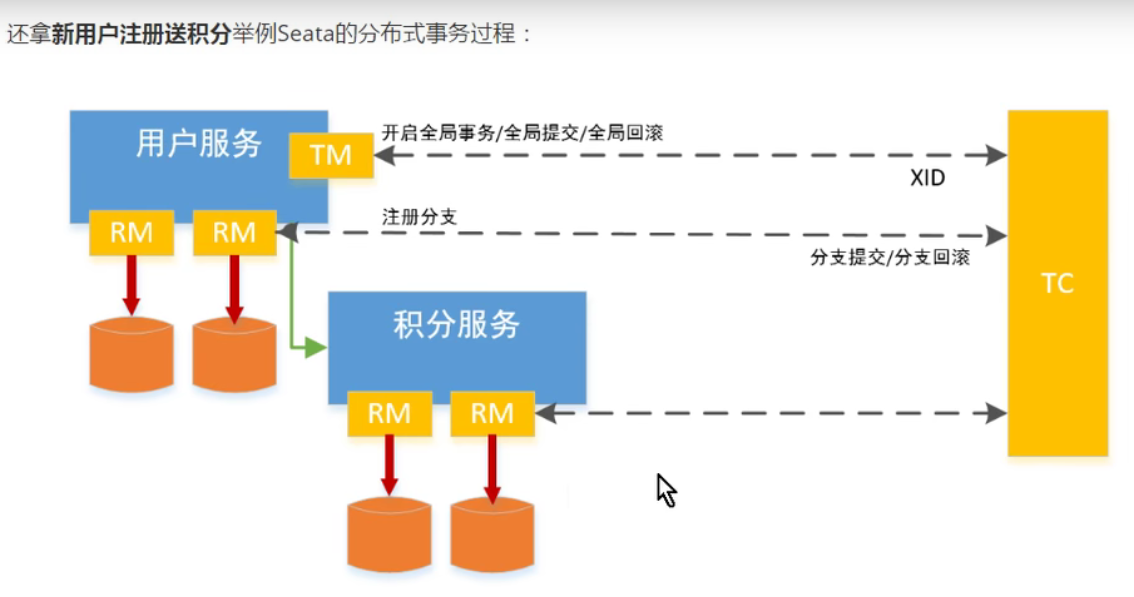 还拿新用户注册送积分举例Seata的分布式事务过程：
用户服务
TM
开启全局事务/全局提交/全局回滚
XID
RM
RM
注册分支
分支提交/分支回滚
TC
积分服务
RM
RM